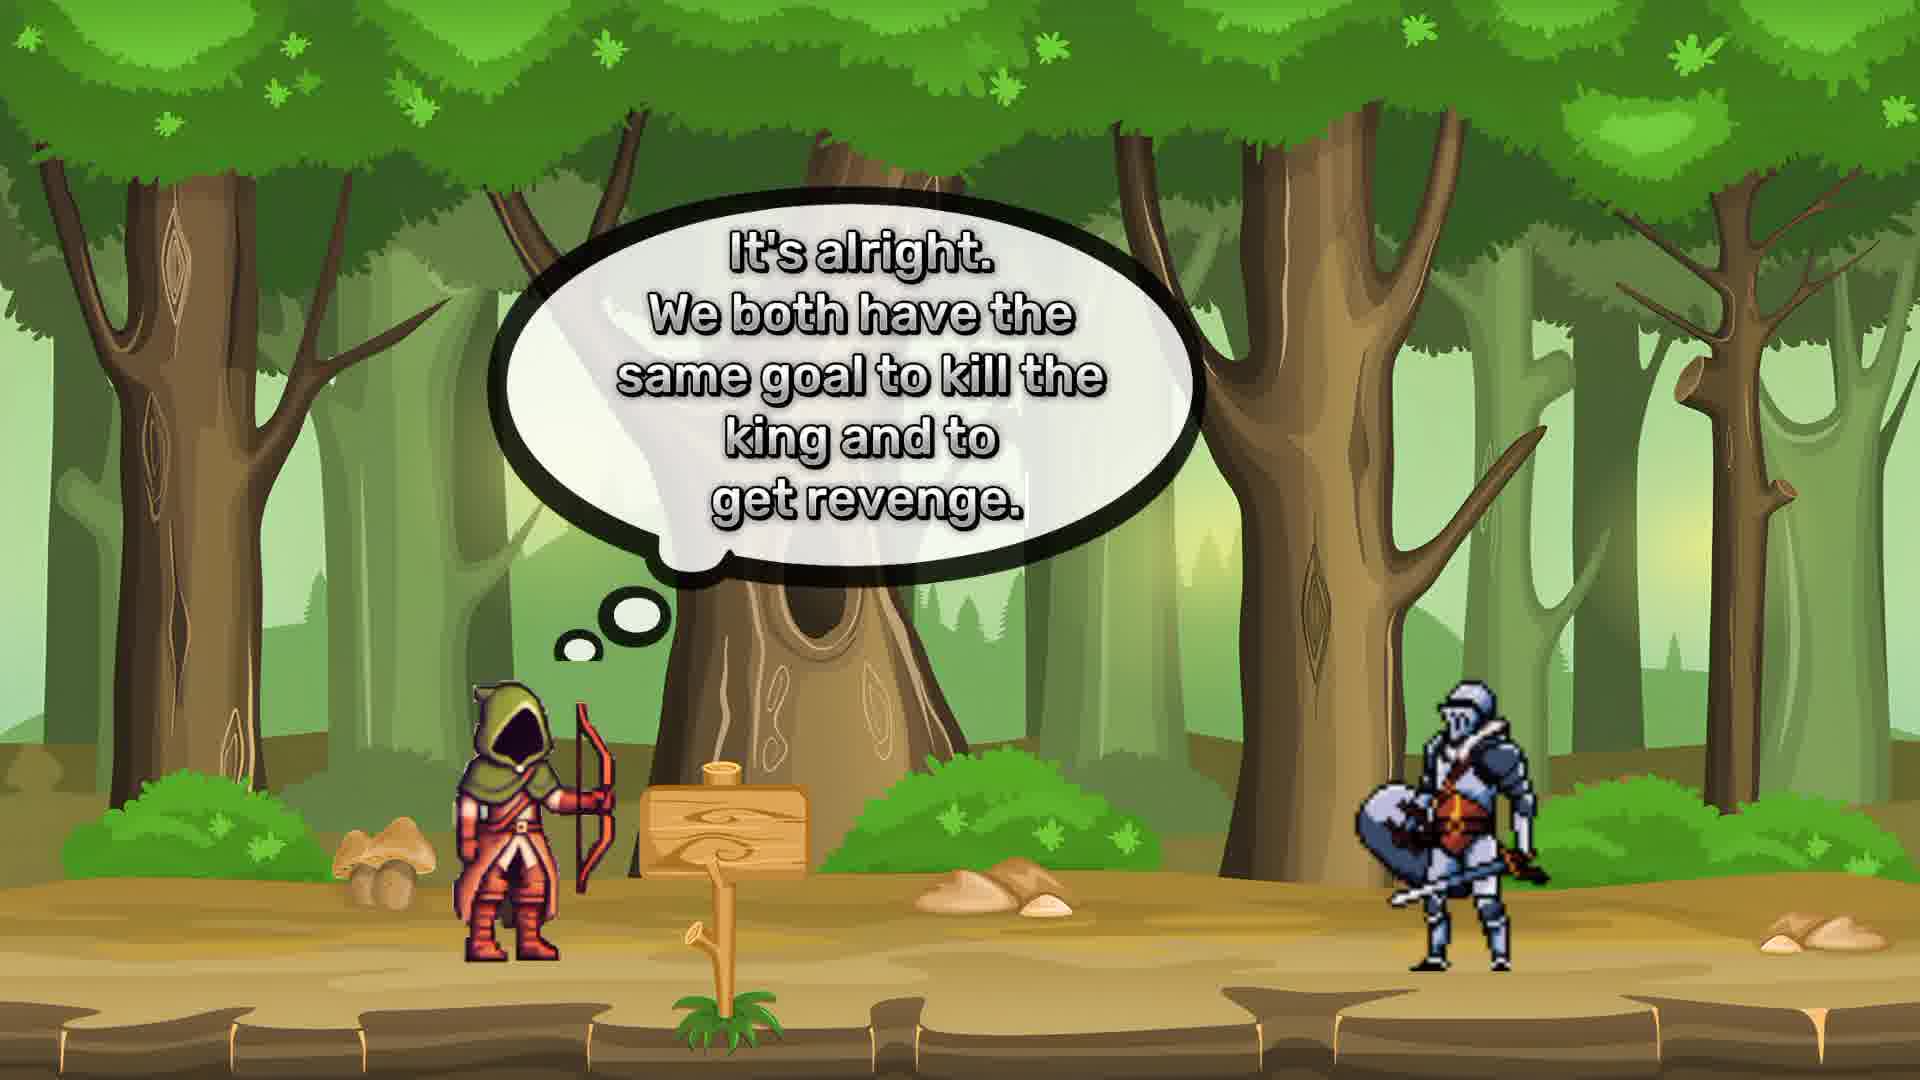 It's alright.
We both have the
same goal to kill the
king and to
get revenge.